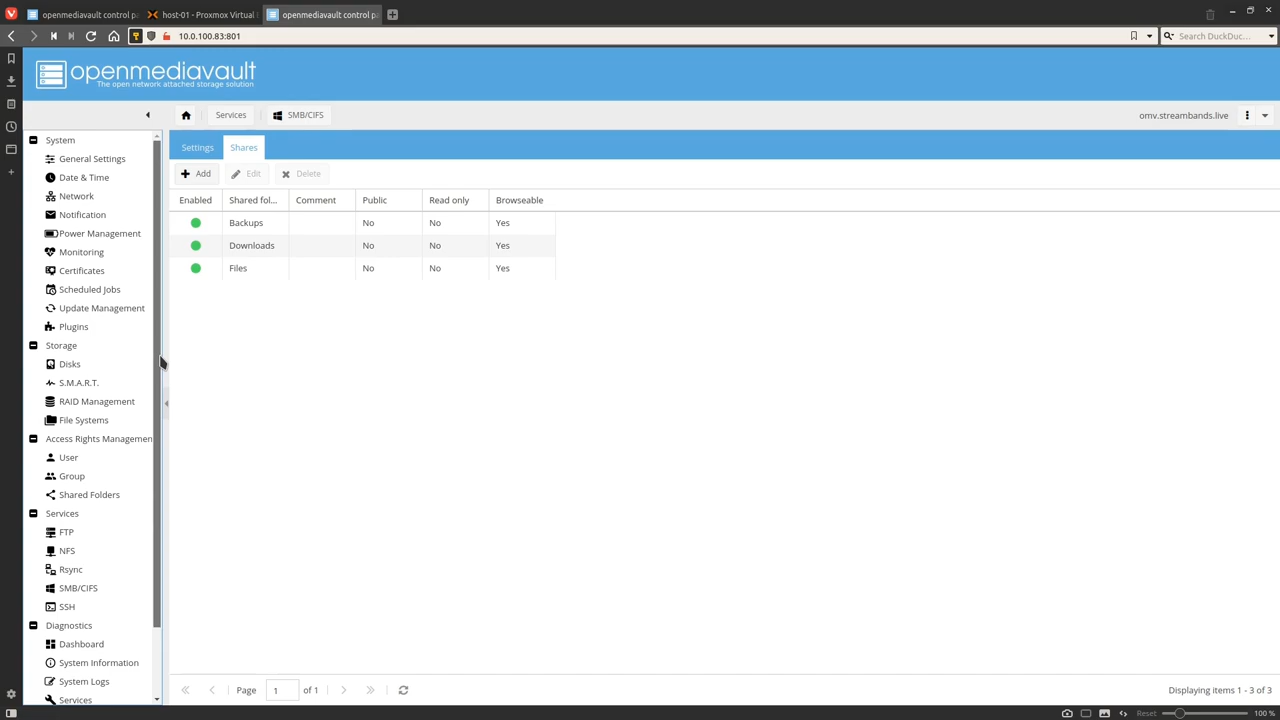 openmediavault control pa
host-01 - Proxmox Virtual
openmediavault control pa
10.0.100.83:801
Search DuckDuc...
openmediavault
The open network attached storage solution
Services
SMB/CIFS
omv.streambands.live
System
General Settings
Date & Time
Network
Notification
Power Management
Monitoring
Certificates
Scheduled Jobs
Update Management
Plugins
Storage
Disks
S.M.A.R.T.
RAID Management
File Systems
Access Rights Managemen
User
Group
Shared Folders
Services
FTP
NFS
Rsync
SMB/CIFS
SSH
Diagnostics
Dashboard
System Information
System Logs
Services
Settings Shares
Add Edit Delete
Enabled Shared fol... Comment Public Read only Browseable
Backups No No Yes
Downloads No No Yes
Files No No Yes
Page 1 of 1
Displaying items 1 - 3 of 3
Reset 100 %